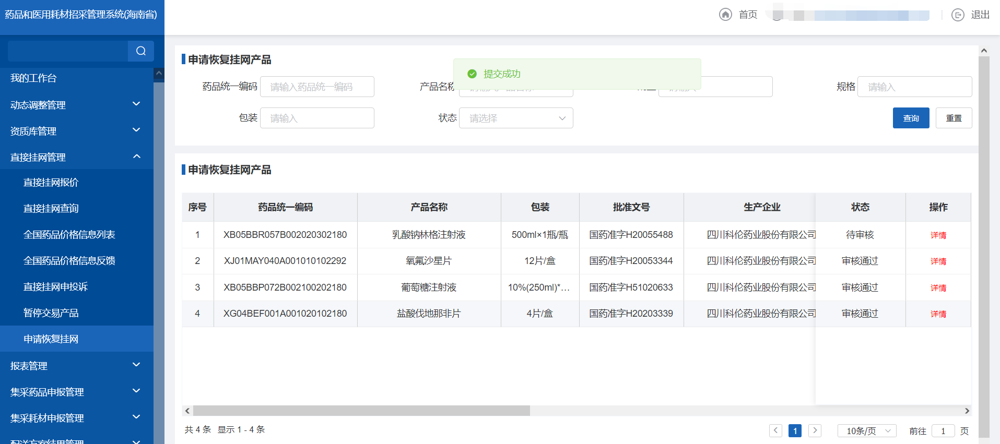 药品和医用耗材招采管理系统(海南省)
首页
退出
我的工作台
动态调整管理
资质库管理
直接挂网管理
直接挂网报价
直接挂网查询
全国药品价格信息列表
全国药品价格信息反馈
直接挂网申投诉
暂停交易产品
申请恢复挂网
报表管理
集采药品申报管理
集采耗材申报管理
配送方案结果管理
申请恢复挂网产品
提交成功
药品统一编码 请输入药品统一编码 产品名称 规格 请输入
包装 请输入 状态 请选择 查询 重置
申请恢复挂网产品
序号 药品统一编码 产品名称 包装 批准文号 生产企业 状态 操作
1 XB05BBR057B002020302180 乳酸钠林格注射液 500ml×1瓶/瓶 国药准字H20055488 四川科伦药业股份有限公司 待审核 详情
2 XJ01MAY040A001010102292 氧氟沙星片 12片/盒 国药准字H20053344 四川科伦药业股份有限公司 审核通过 详情
3 XB05BBP072B002100202180 葡萄糖注射液 10%(250ml)*... 国药准字H51020633 四川科伦药业股份有限公司 审核通过 详情
4 XG04BEF001A001020102180 盐酸伐地那非片 4片/盒 国药准字H20203339 四川科伦药业股份有限公司 审核通过 详情
共 4 条 显示 1 - 4 条 1 10条/页 前往 1 页